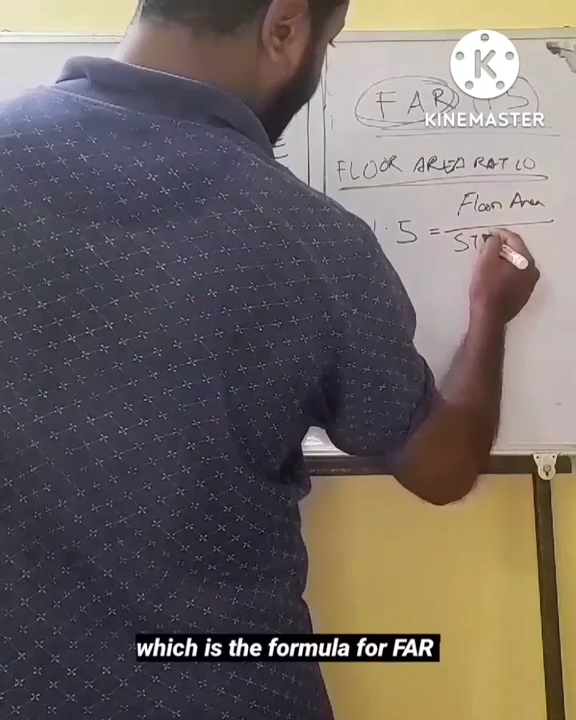 K
KINEMASTER
FAR
FLOOR AREA RATIO
Floor Area
5 =
which is the formula for FAR